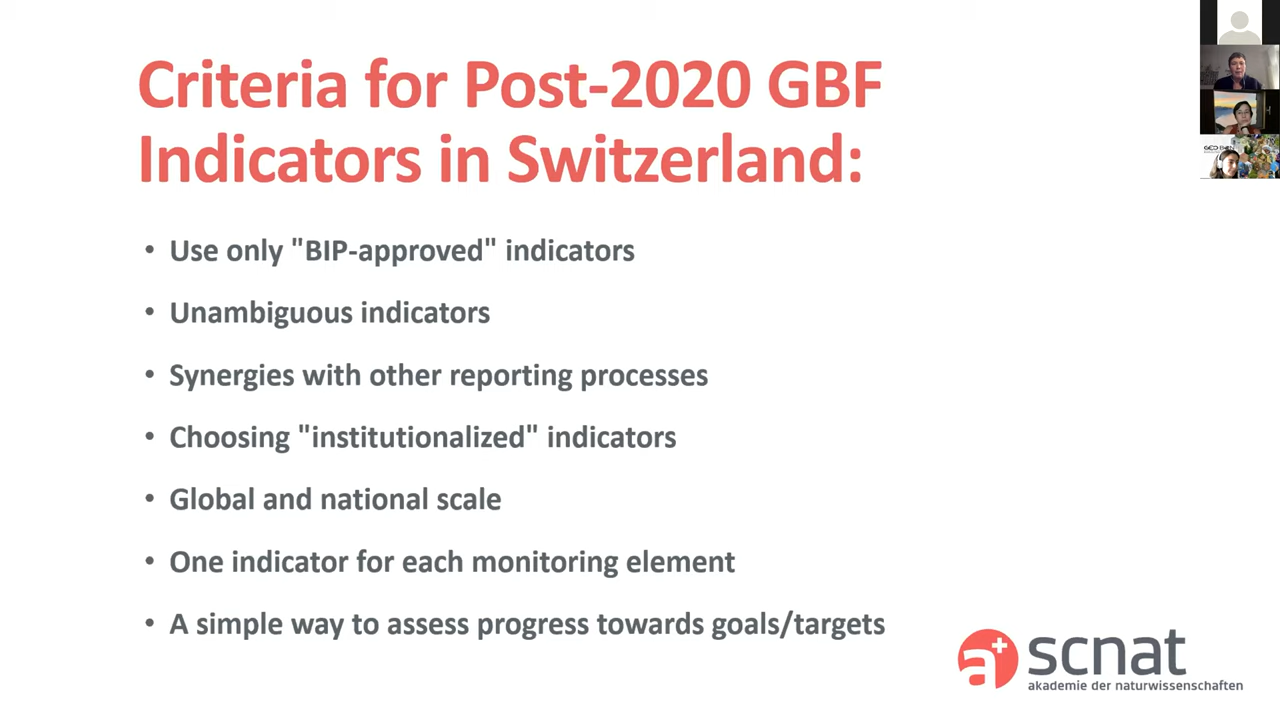 Criteria for Post-2020 GBF
Indicators in Switzerland:
• Use only "BIP-approved" indicators
• Unambiguous indicators
• Synergies with other reporting processes
• Choosing "institutionalized" indicators
• Global and national scale
• One indicator for each monitoring element
• A simple way to assess progress towards goals/targets
a+
scnat
akademie der naturwissenschaften